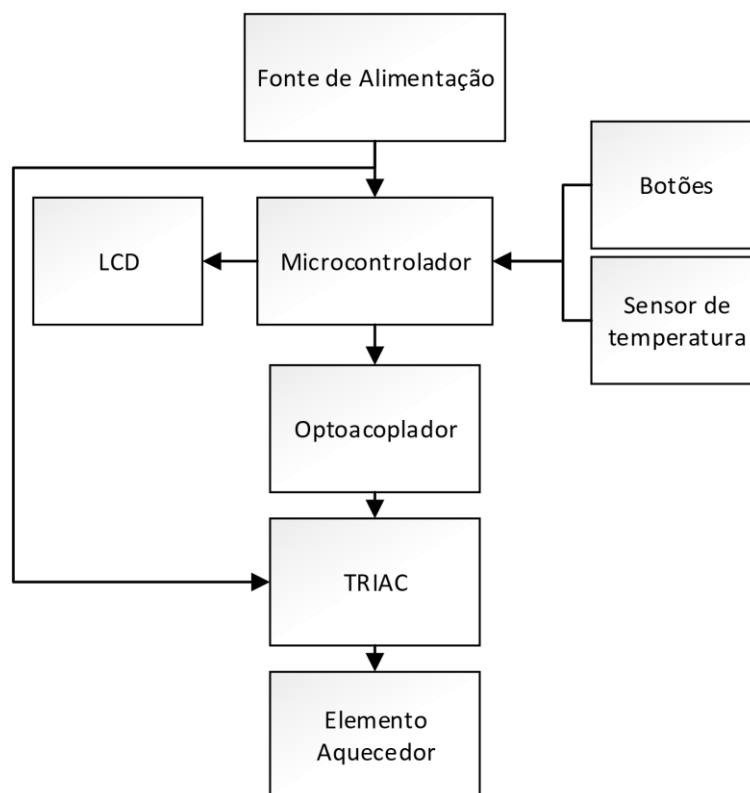 Fonte de Alimentação
Botões
LCD
Microcontrolador
Sensor de
temperatura
Optoacoplador
TRIAC
Elemento
Aquecedor